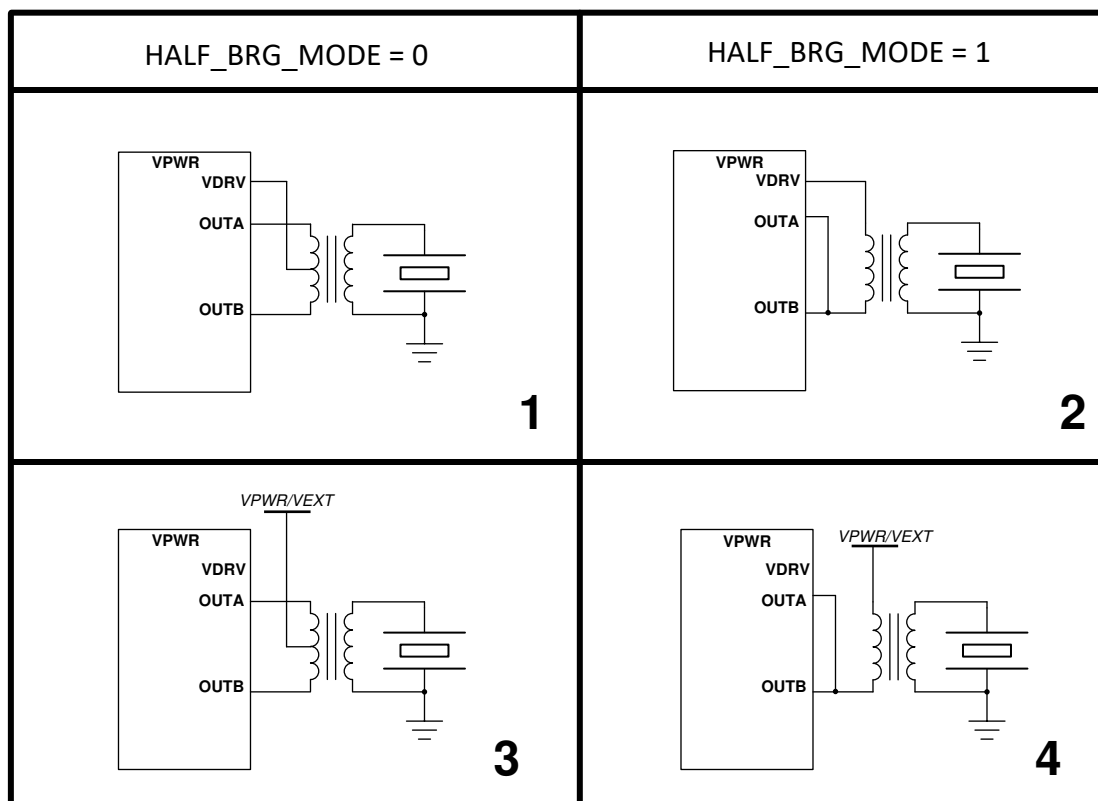 HALF_BRG_MODE = 0
HALF_BRG_MODE = 1
VPWR
VDRV
OUTA
OUTB
1
VPWR
VDRV
OUTA
OUTB
2
VPWR/VEXT
VPWR
VDRV
OUTA
OUTB
3
VPWR/VEXT
VPWR
VDRV
OUTA
OUTB
4